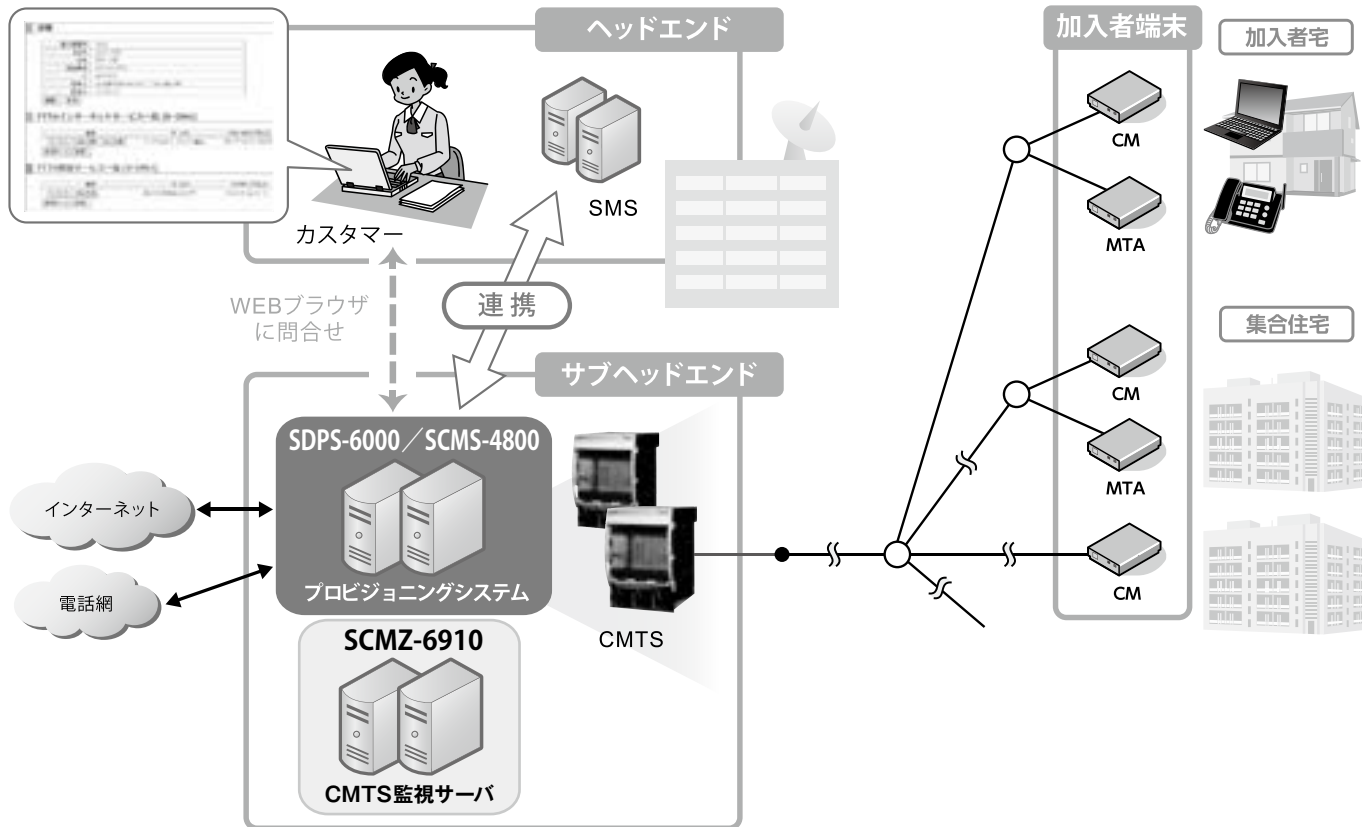 ヘッドエンド
カスタマー
SMS
WEBブラウザ
に問合せ
連携
サブヘッドエンド
SDPS-6000／SCMS-4800
プロビジョニングシステム
インターネット
電話網
CMTS
SCMZ-6910
CMTS監視サーバ
加入者端末
CM
MTA
CM
MTA
CM
加入者宅
集合住宅